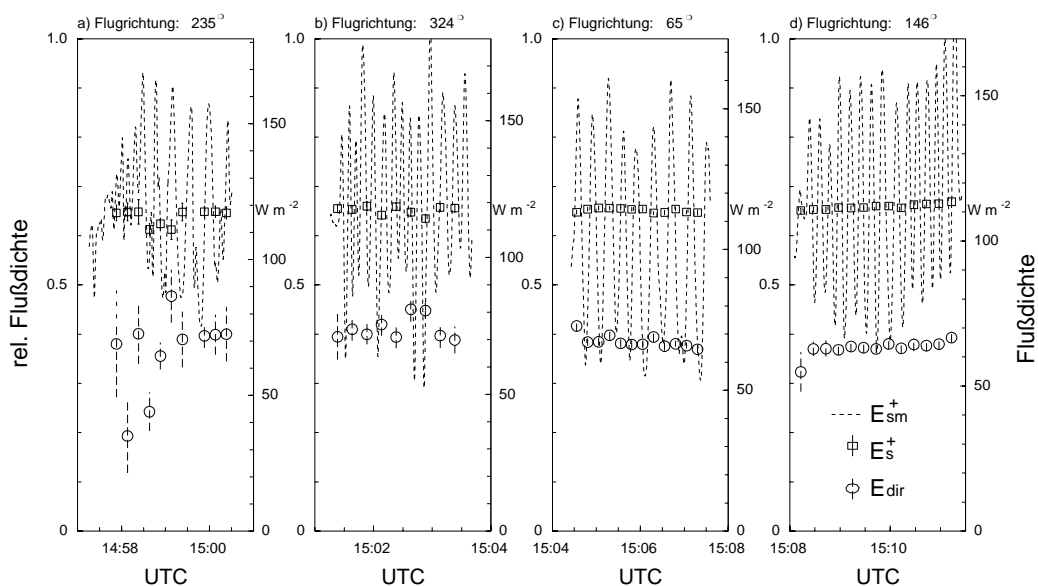 a) Flugrichtung: 235°
b) Flugrichtung: 324°
c) Flugrichtung: 65°
d) Flugrichtung: 146°
rel. Flußdichte
1.0
0.5
0
150
W m⁻²
100
50
0
14:58
15:00
UTC
1.0
0.5
0
150
W m⁻²
100
50
0
15:02
15:04
UTC
1.0
0.5
0
150
W m⁻²
100
50
0
15:04
15:06
15:08
UTC
1.0
0.5
0
150
W m⁻²
100
50
0
15:08
15:10
UTC
Flußdichte
E⁺sm
E⁺s
Edir